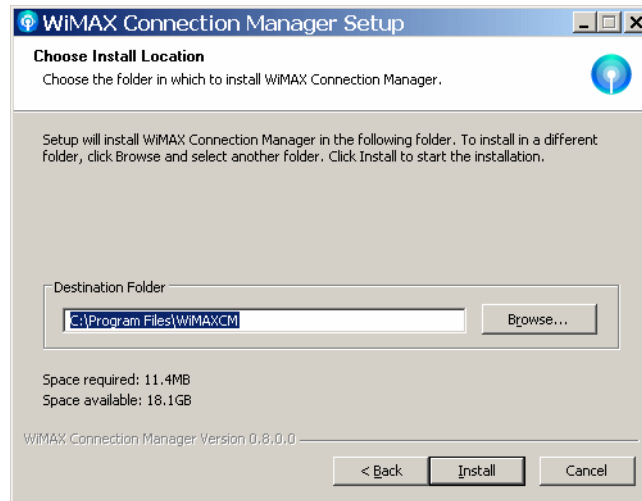 WiMAX Connection Manager Setup
Choose Install Location
Choose the folder in which to install WiMAX Connection Manager.
Setup will install WiMAX Connection Manager in the following folder. To install in a different
folder, click Browse and select another folder. Click Install to start the installation.
Destination Folder
C:\Program Files\WiMAXCM
Browse...
Space required: 11.4MB
Space available: 18.1GB
WiMAX Connection Manager Version 0.8.0.0
< Back
Install
Cancel